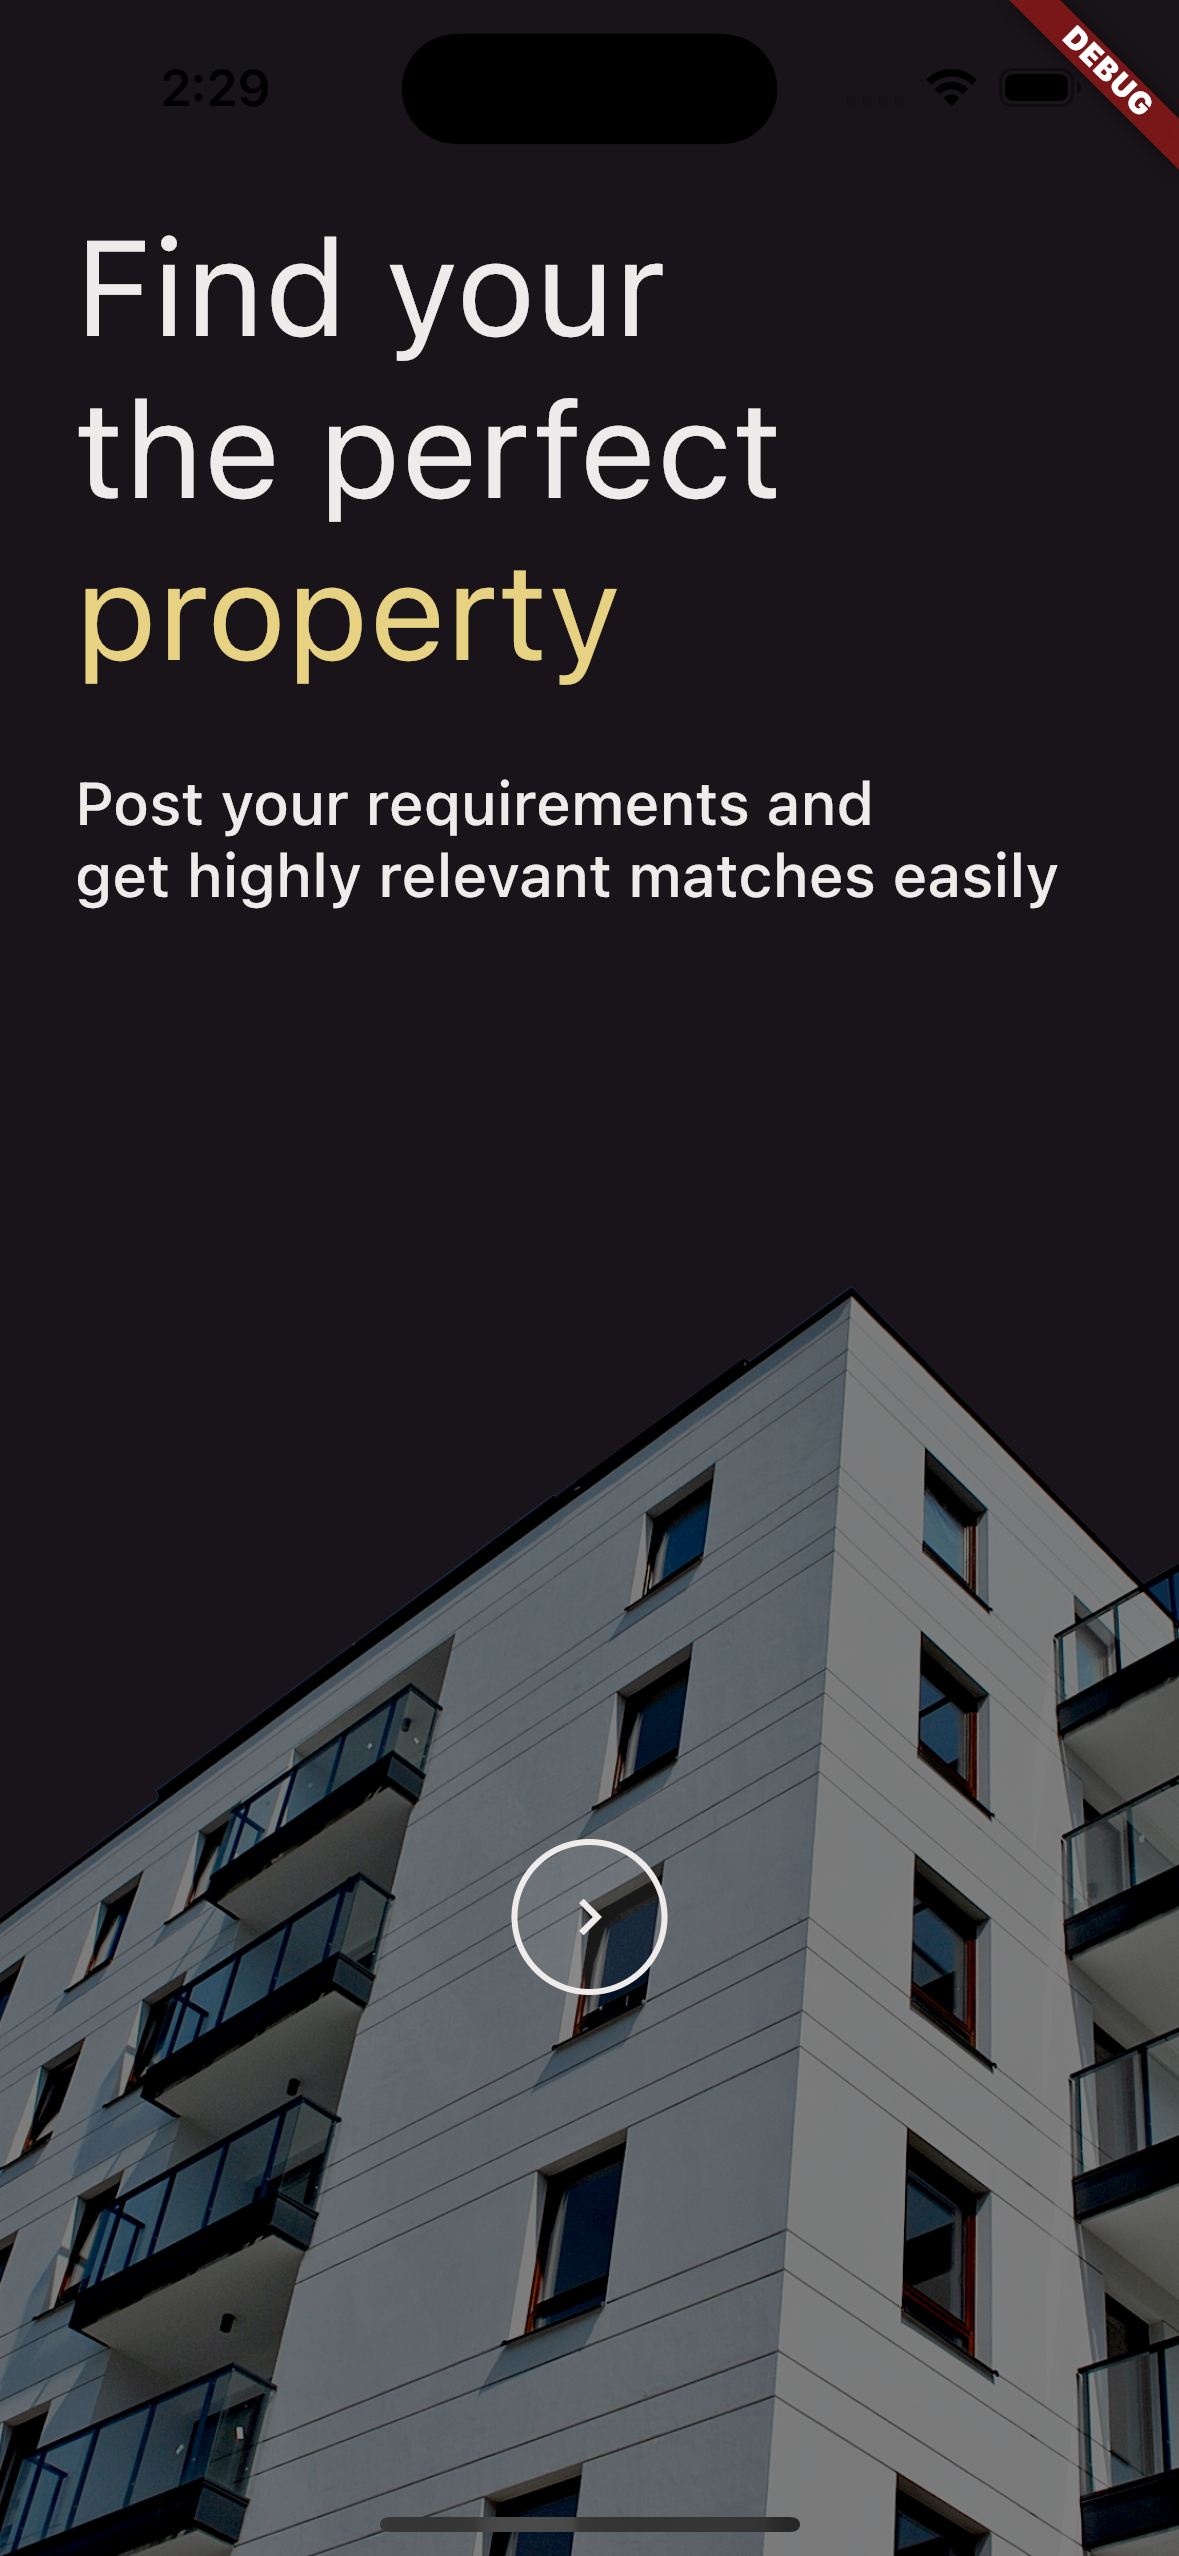 2:29
DEBUG
Find your
the perfect
property
Post your requirements and
get highly relevant matches easily